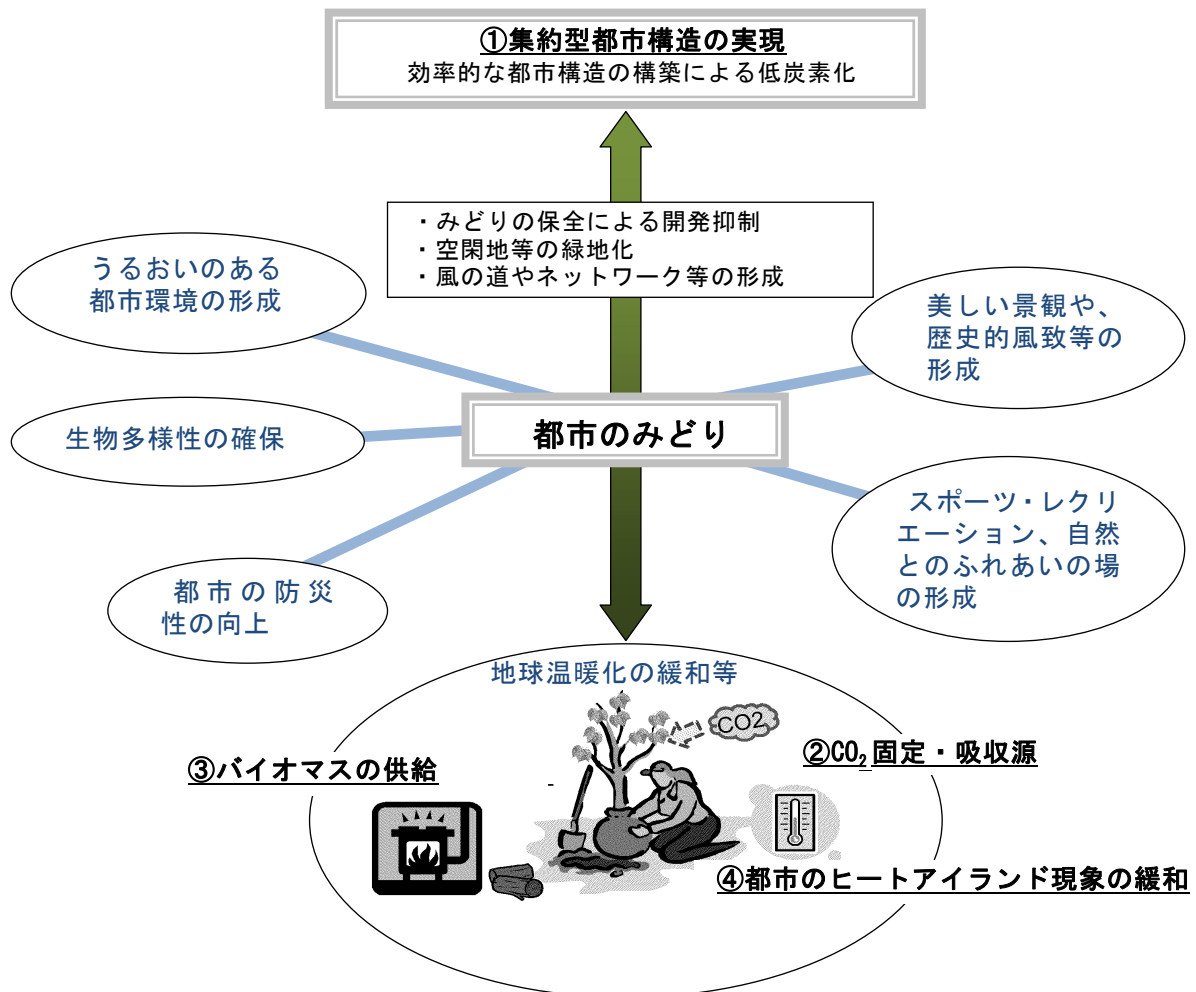 ①集約型都市構造の実現
効率的な都市構造の構築による低炭素化
・みどりの保全による開発抑制
・空閑地等の緑地化
・風の道やネットワーク等の形成
うるおいのある
都市環境の形成
美しい景観や、
歴史的風致等の
形成
生物多様性の確保
都市のみどり
スポーツ・レクリ
エーション、自然
とのふれあいの場
の形成
都市の防災
性の向上
地球温暖化の緩和等
CO2
②CO₂固定・吸収源
③バイオマスの供給
④都市のヒートアイランド現象の緩和